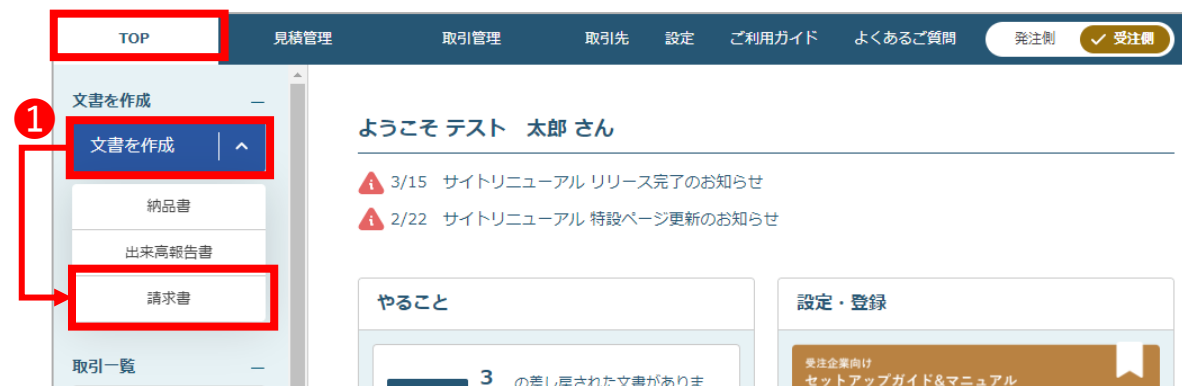 TOP 見積管理 取引管理 取引先 設定 ご利用ガイド よくあるご質問 発注側 受注側
文書を作成
1
文書を作成
納品書
出来高報告書
請求書
取引一覧
ようこそ テスト 太郎 さん
3/15 サイトリニューアル リリース完了のお知らせ
2/22 サイトリニューアル 特設ページ更新のお知らせ
やること
3 の差し戻された文書がありま
設定・登録
受注企業向け
セットアップガイド&マニュアル